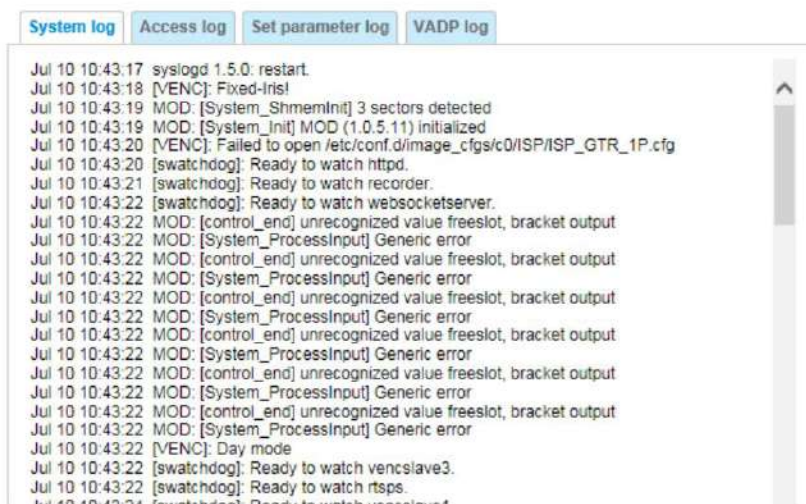 System log Access log Set parameter log VADP log
Jul 10 10:43:17 syslogd 1.5.0: restart.
Jul 10 10:43:18 [VENC]: Fixed-Iris!
Jul 10 10:43:19 MOD: [System_ShmemInit] 3 sectors detected
Jul 10 10:43:19 MOD: [System_Init] MOD (1.0.5.11) initialized
Jul 10 10:43:20 [VENC]: Failed to open /etc/conf.d/image_cfgs/c0/ISP/ISP_GTR_1P.cfg
Jul 10 10:43:20 [swatchdog]: Ready to watch httpd.
Jul 10 10:43:21 [swatchdog]: Ready to watch recorder.
Jul 10 10:43:22 [swatchdog]: Ready to watch websocketserver.
Jul 10 10:43:22 MOD: [control_end] unrecognized value freeslot, bracket output
Jul 10 10:43:22 MOD: [System_ProcessInput] Generic error
Jul 10 10:43:22 MOD: [control_end] unrecognized value freeslot, bracket output
Jul 10 10:43:22 MOD: [System_ProcessInput] Generic error
Jul 10 10:43:22 MOD: [control_end] unrecognized value freeslot, bracket output
Jul 10 10:43:22 MOD: [System_ProcessInput] Generic error
Jul 10 10:43:22 MOD: [control_end] unrecognized value freeslot, bracket output
Jul 10 10:43:22 MOD: [System_ProcessInput] Generic error
Jul 10 10:43:22 MOD: [control_end] unrecognized value freeslot, bracket output
Jul 10 10:43:22 MOD: [System_ProcessInput] Generic error
Jul 10 10:43:22 MOD: [control_end] unrecognized value freeslot, bracket output
Jul 10 10:43:22 MOD: [System_ProcessInput] Generic error
Jul 10 10:43:22 [VENC]: Day mode
Jul 10 10:43:22 [swatchdog]: Ready to watch vencslave3.
Jul 10 10:43:22 [swatchdog]: Ready to watch rtsps.